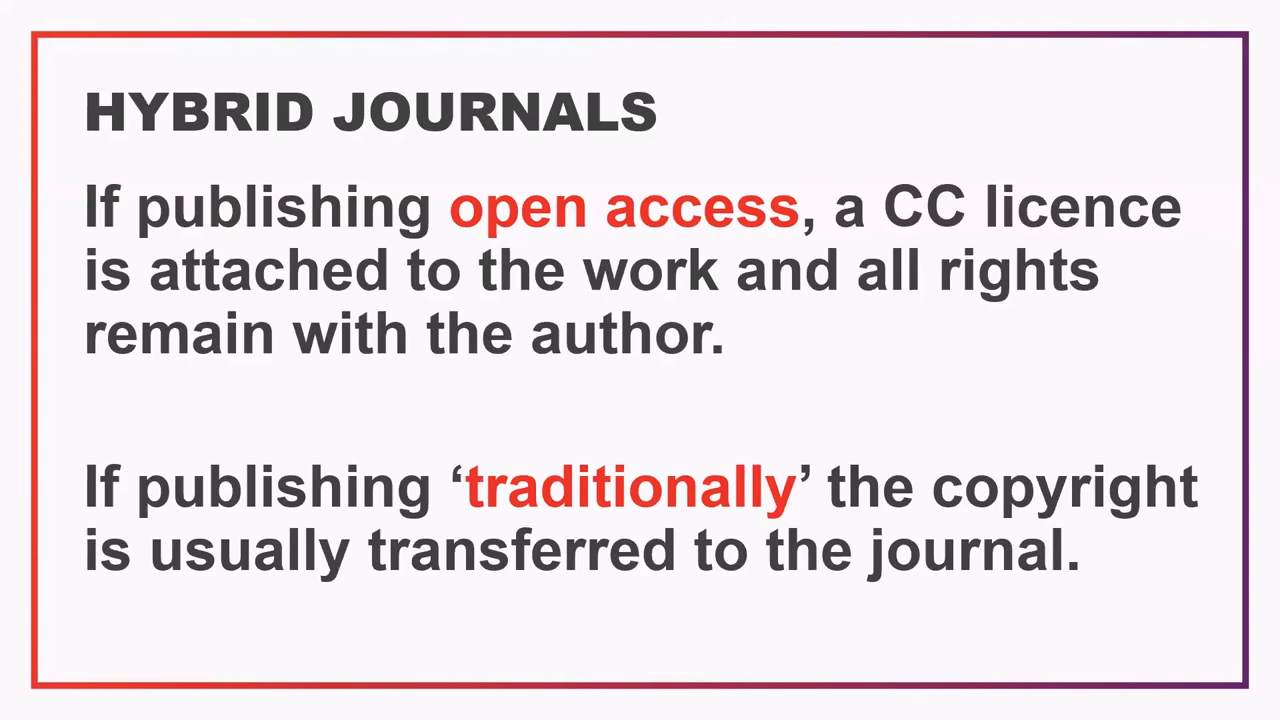 HYBRID JOURNALS
If publishing open access, a CC licence
is attached to the work and all rights
remain with the author.
If publishing ‘traditionally’ the copyright
is usually transferred to the journal.